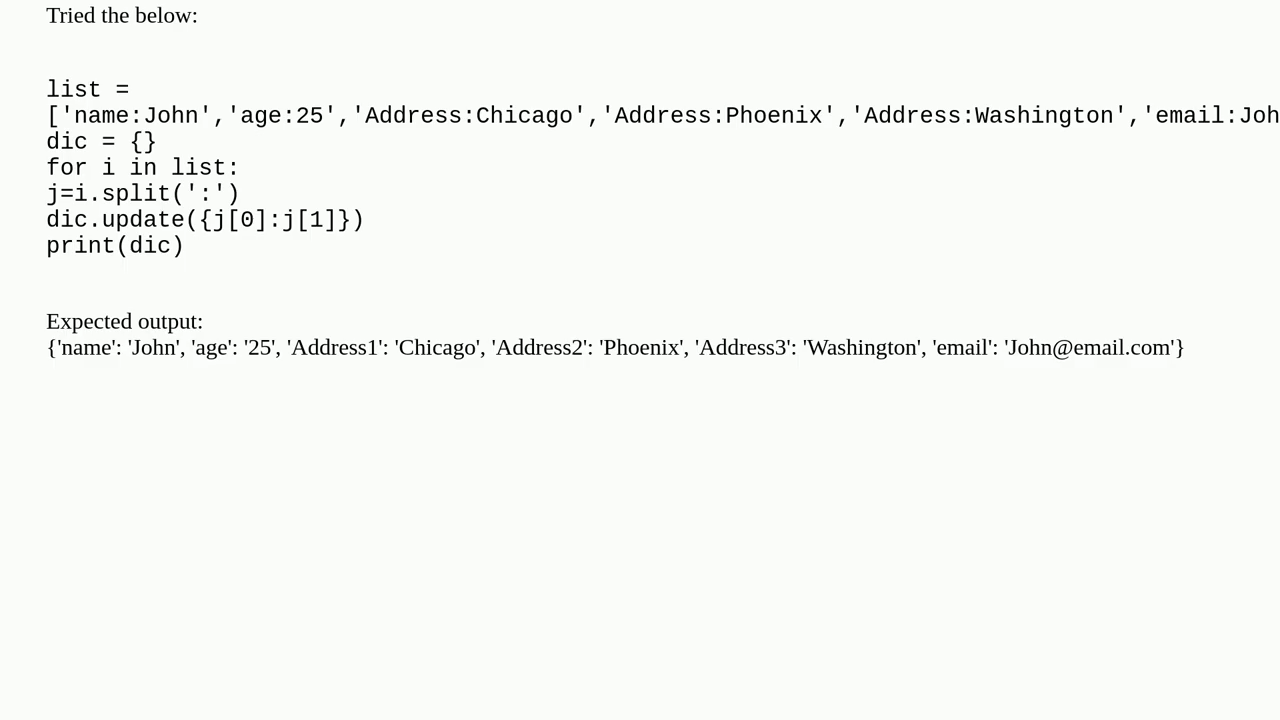 Tried the below:
list =
['name:John','age:25','Address:Chicago','Address:Phoenix','Address:Washington','email:Joh
dic = {}
for i in list:
j=i.split(':')
dic.update({j[0]:j[1]})
print(dic)
Expected output:
{'name': 'John', 'age': '25', 'Address1': 'Chicago', 'Address2': 'Phoenix', 'Address3': 'Washington', 'email': 'John@email.com'}